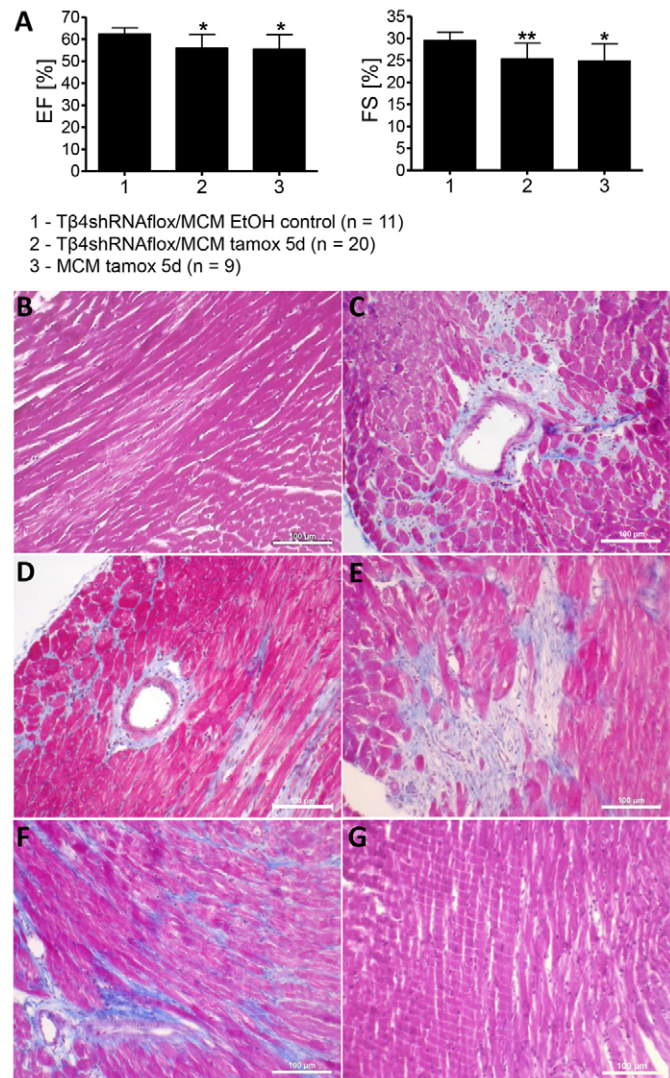 A
EF [%]
70
60
50
40
30
20
10
0
* *
1 2 3
FS [%]
35
30
25
20
15
10
5
0
** *
1 2 3
1 - Tβ4shRNAflox/MCM EtOH control (n = 11)
2 - Tβ4shRNAflox/MCM tamox 5d (n = 20)
3 - MCM tamox 5d (n = 9)
B
100 µm
C
100 µm
D
100 µm
E
100 µm
F
100 µm
G
100 µm